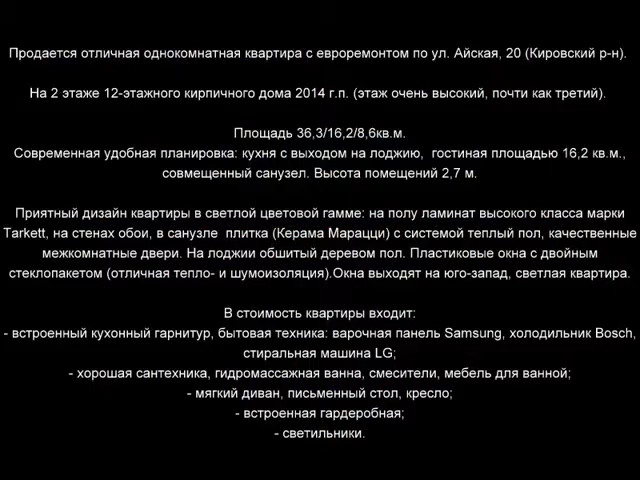 Продается отличная однокомнатная квартира с евроремонтом по ул. Айская, 20 (Кировский р-н).
На 2 этаже 12-этажного кирпичного дома 2014 г.п. (этаж очень высокий, почти как третий).
Площадь 36,3/16,2/8,6кв.м.
Современная удобная планировка: кухня с выходом на лоджию, гостиная площадью 16,2 кв.м.,
совмещенный санузел. Высота помещений 2,7 м.
Приятный дизайн квартиры в светлой цветовой гамме: на полу ламинат высокого класса марки
Tarkett, на стенах обои, в санузле плитка (Керама Марацци) с системой теплый пол, качественные
межкомнатные двери. На лоджии обшитый деревом пол. Пластиковые окна с двойным
стеклопакетом (отличная тепло- и шумоизоляция).Окна выходят на юго-запад, светлая квартира.
В стоимость квартиры входит:
- встроенный кухонный гарнитур, бытовая техника: варочная панель Samsung, холодильник Bosch,
стиральная машина LG;
- хорошая сантехника, гидромассажная ванна, смесители, мебель для ванной;
- мягкий диван, письменный стол, кресло;
- встроенная гардеробная;
- светильники.